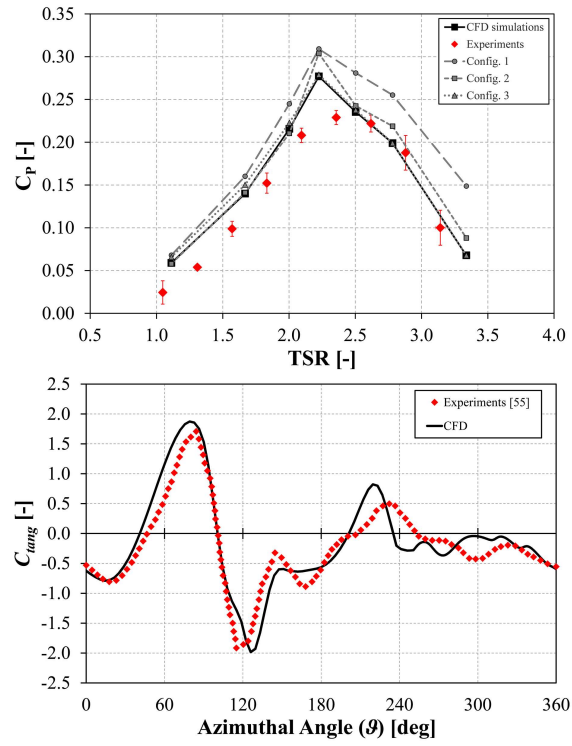 0.35
0.30
0.25
0.20
0.15
0.10
0.05
0.00
C_P [-]
CFD simulations
Experiments
Config. 1
Config. 2
Config. 3
0.5 1.0 1.5 2.0 2.5 3.0 3.5 4.0
TSR [-]
2.5
2.0
1.5
1.0
0.5
0.0
-0.5
-1.0
-1.5
-2.0
-2.5
C_tang [-]
Experiments [55]
CFD
0 60 120 180 240 300 360
Azimuthal Angle (ϑ) [deg]